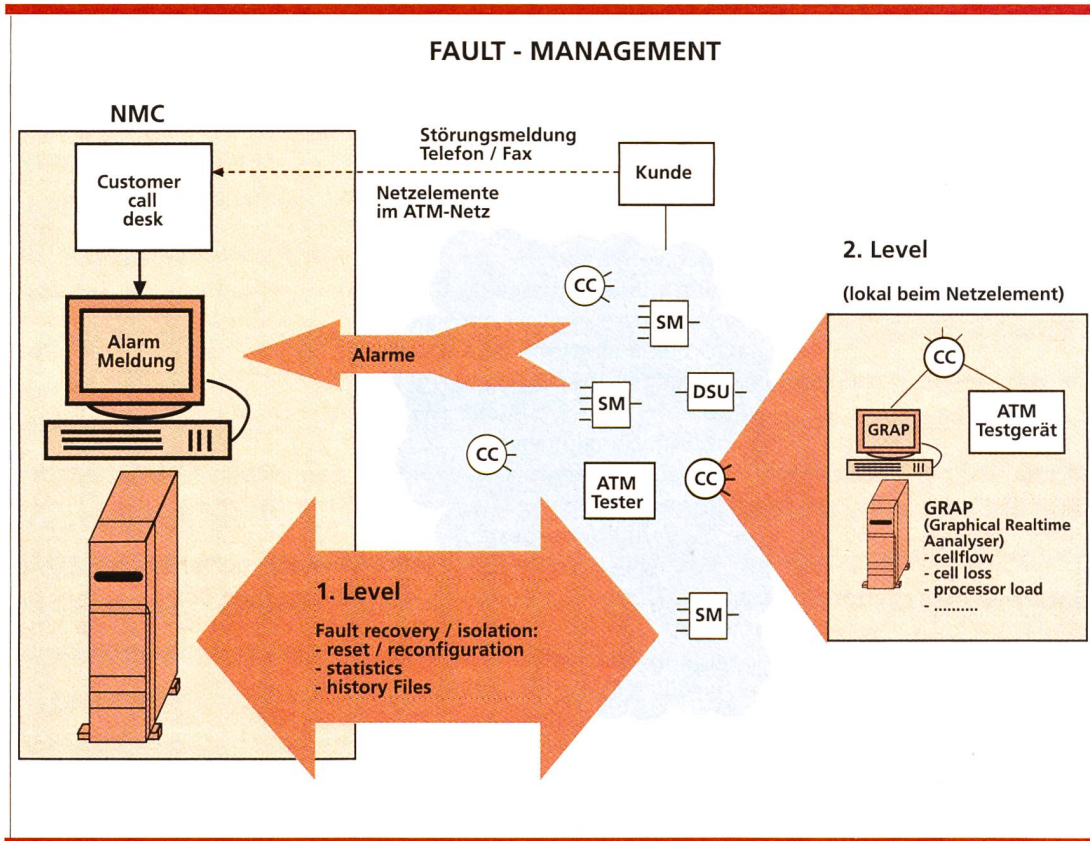 FAULT - MANAGEMENT
NMC
Customer
call
desk
Störungsmeldung
Telefon / Fax
Netzelemente
im ATM-Netz
Kunde
Alarm
Meldung
Alarme
CC
SM
SM
DSU
CC
CC
ATM
Tester
SM
1. Level
Fault recovery / isolation:
- reset / reconfiguration
- statistics
- history Files
2. Level
(lokal beim Netzelement)
CC
GRAP
ATM
Testgerät
GRAP
(Graphical Realtime
Aanalyser)
- cellflow
- cell loss
- processor load
- ..........